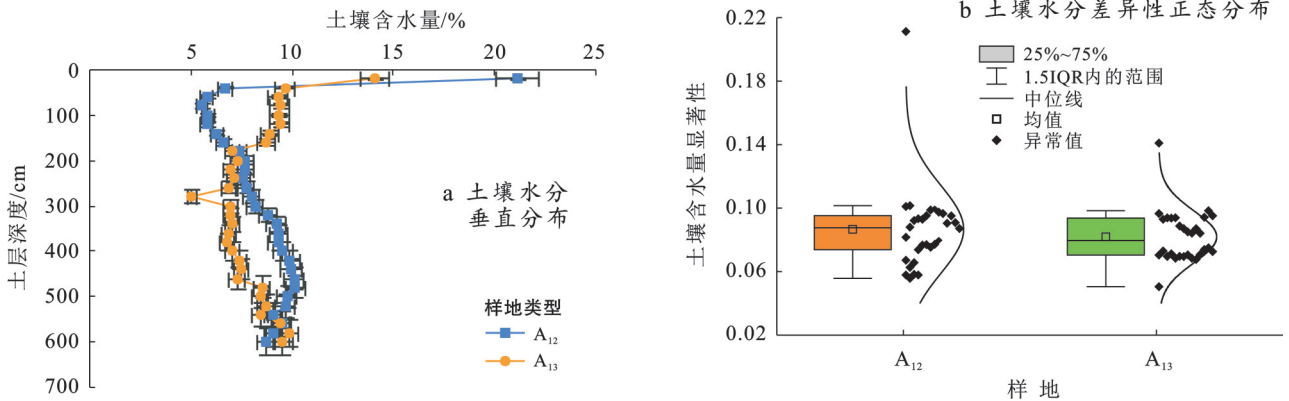 土壤含水量/%
5 10 15 20 25
0
100
200
300
400
500
600
700
土层深度/cm
a 土壤水分
垂直分布
样地类型
A₁₂
A₁₃
b 土壤水分差异性正态分布
0.22
0.18
0.14
0.10
0.06
0.02
土壤含水量显著性
25%~75%
1.5IQR内的范围
中位线
均值
异常值
A₁₂ A₁₃
样 地